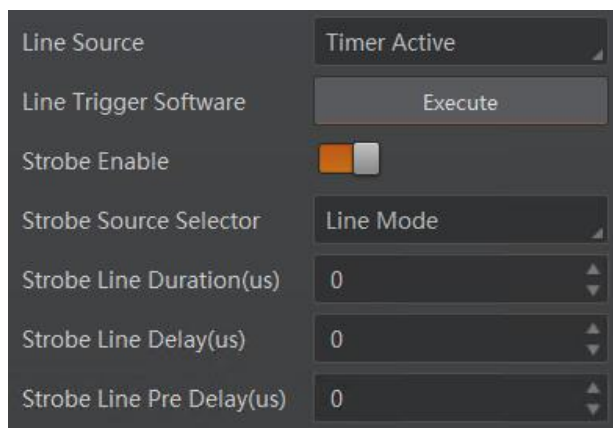 Line Source Timer Active
Line Trigger Software Execute
Strobe Enable
Strobe Source Selector Line Mode
Strobe Line Duration(us) 0
Strobe Line Delay(us) 0
Strobe Line Pre Delay(us) 0